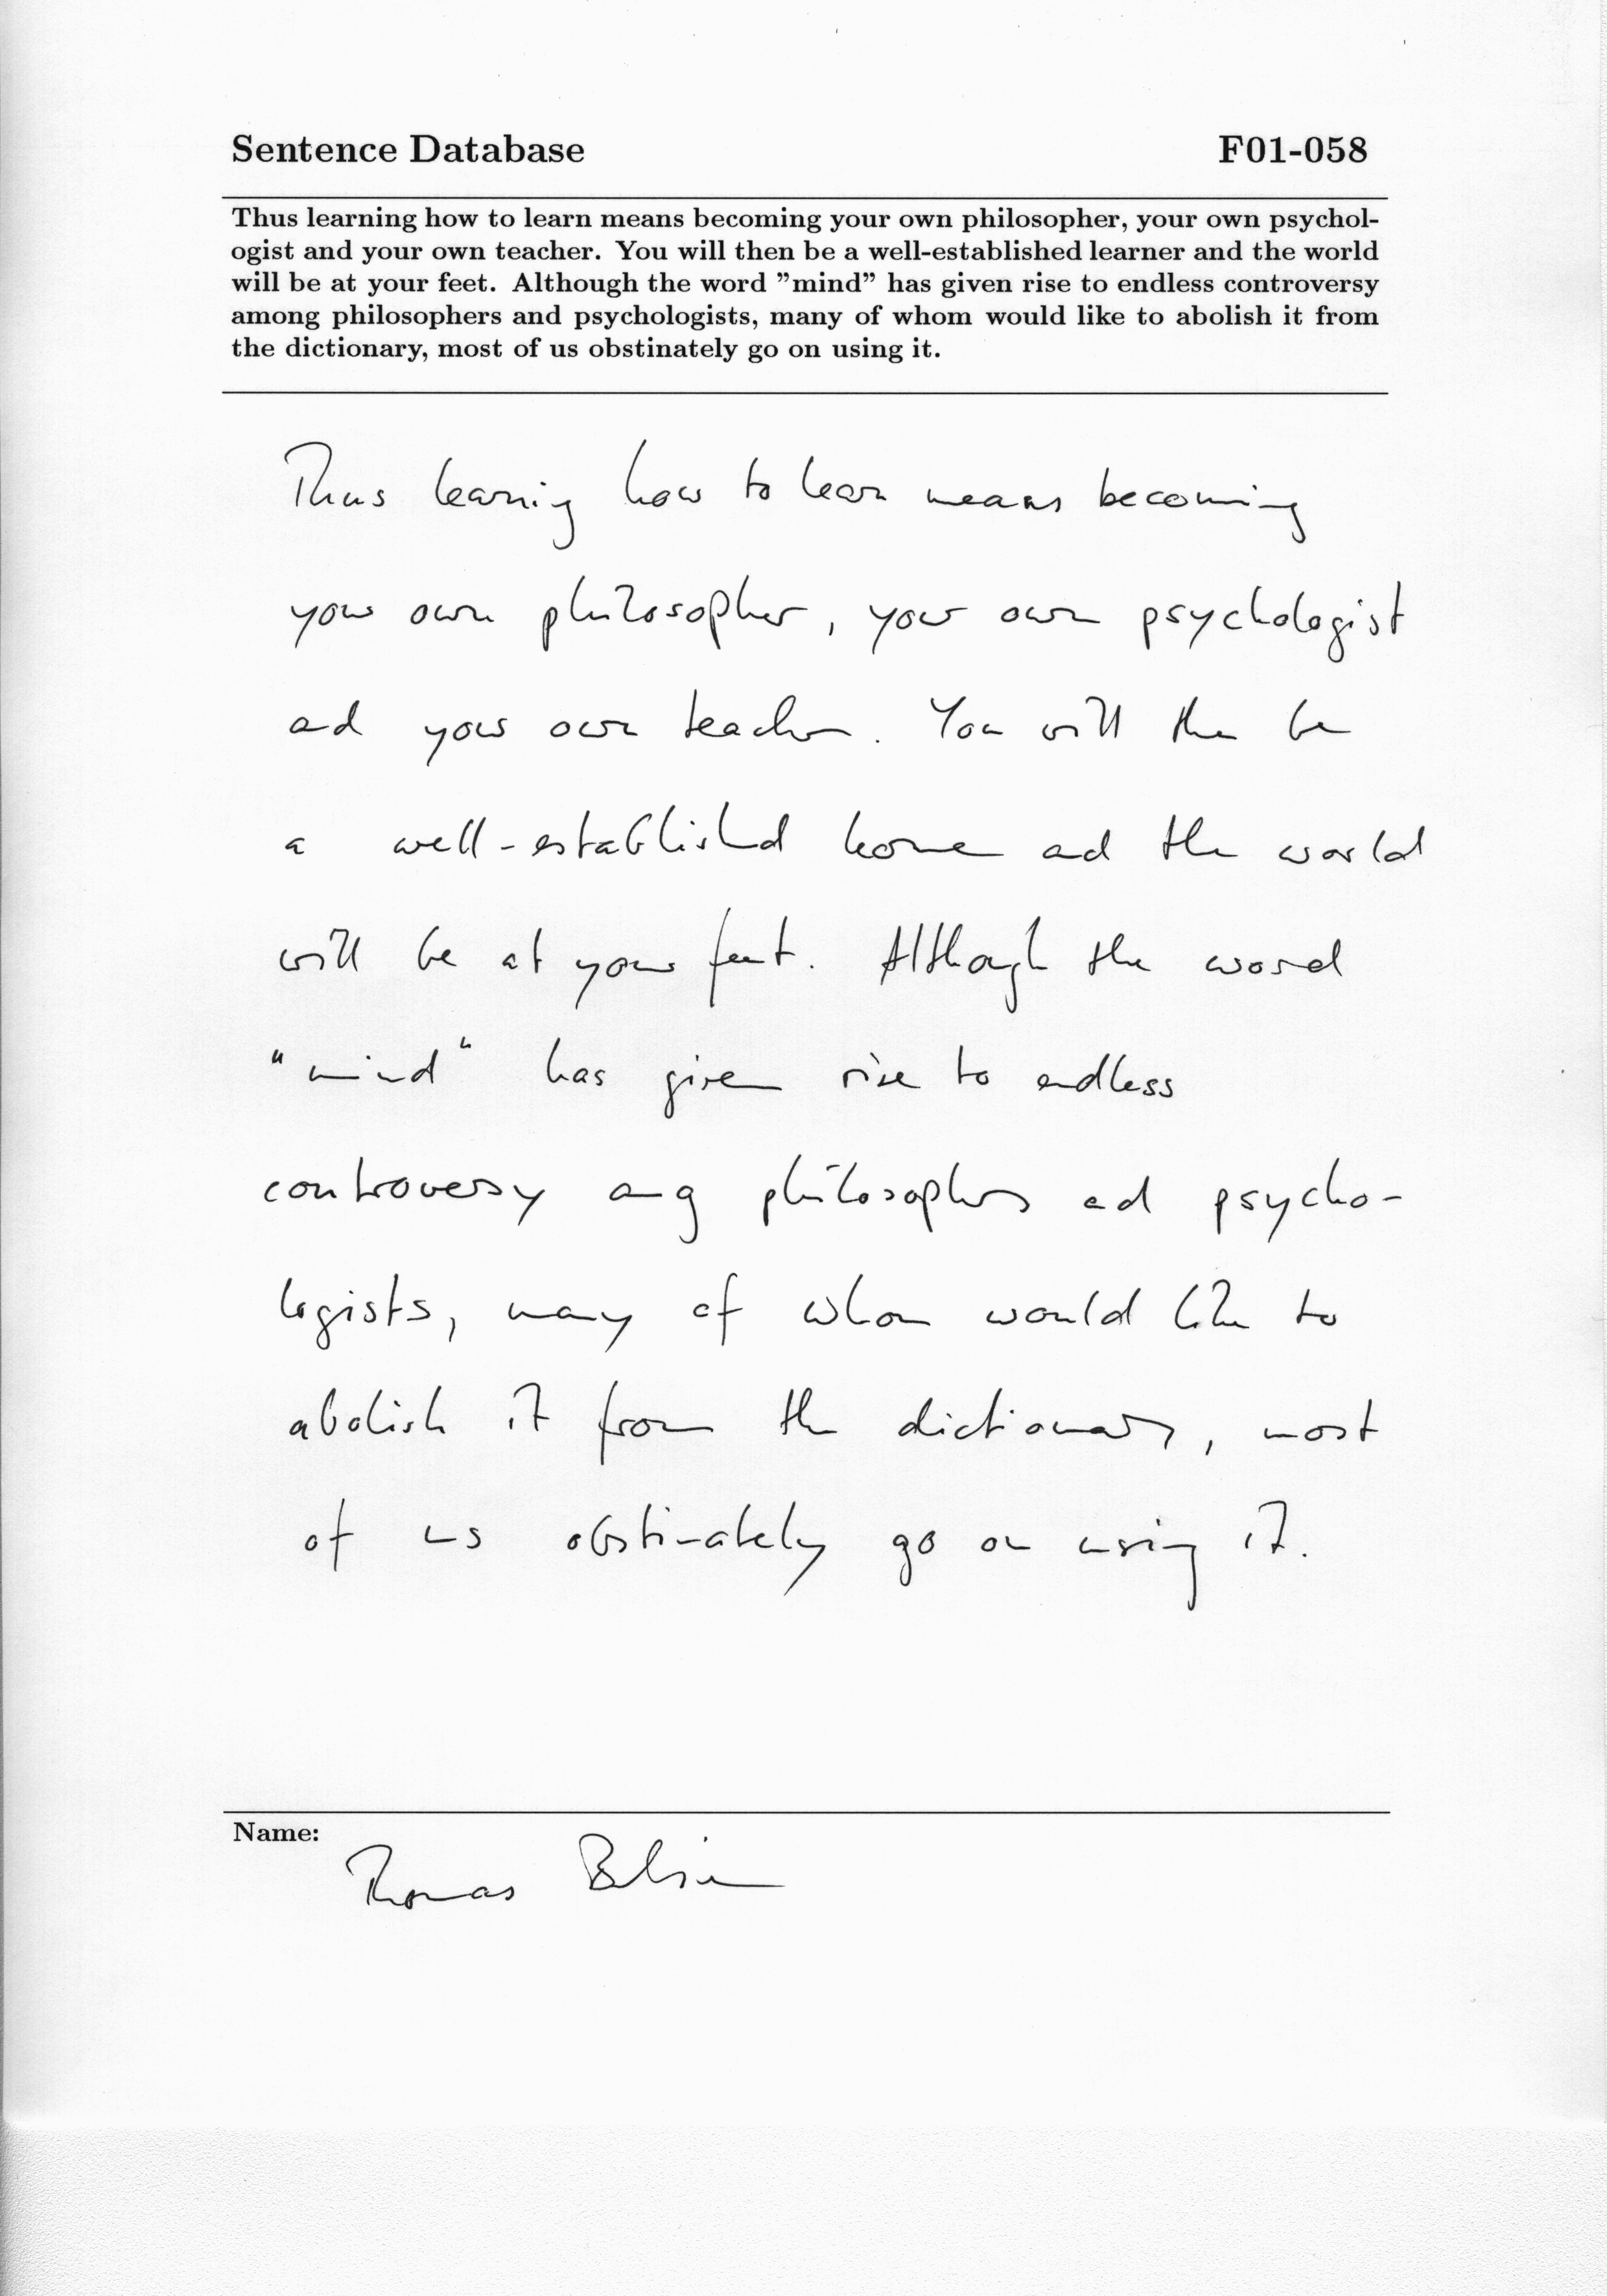 Sentence Database F01-058
Thus learning how to learn means becoming your own philosopher, your own psychol-
ogist and your own teacher. You will then be a well-established learner and the world
will be at your feet. Although the word ”mind” has given rise to endless controversy
among philosophers and psychologists, many of whom would like to abolish it from
the dictionary, most of us obstinately go on using it.
Thus learning how to learn means becoming
your own philosopher, your own psychologist
and your own teacher. You will then be
a well-established learner and the world
will be at your feet. Although the word
"mind" has given rise to endless
controversy among philosophers and psycho-
logists, many of whom would like to
abolish it from the dictionary, most
of us obstinately go on using it.
Name:
Thomas